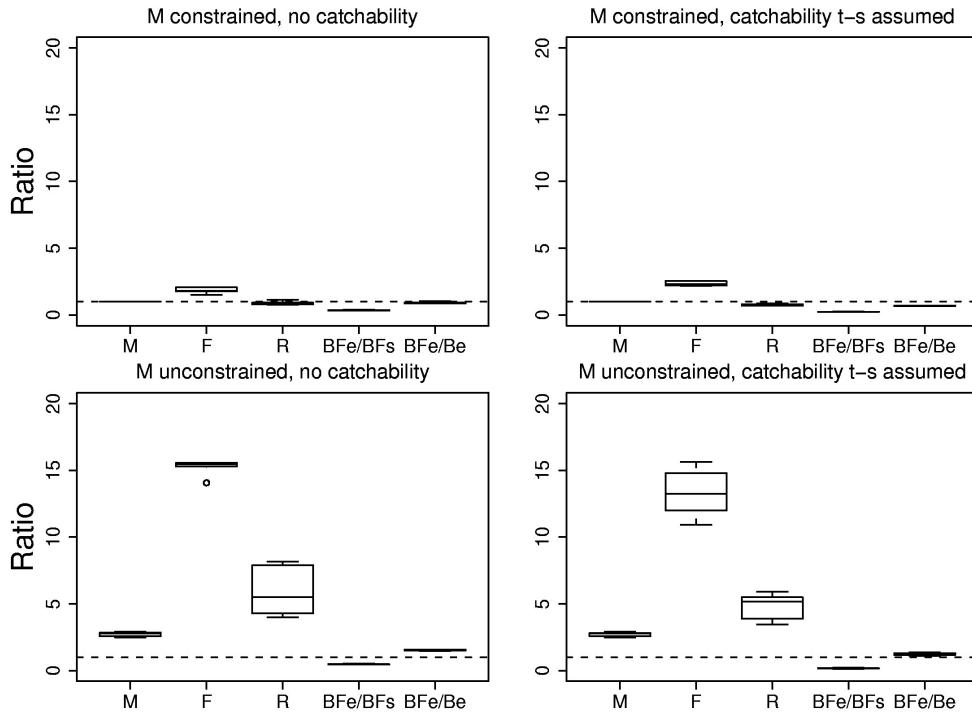 M constrained, no catchability
M constrained, catchability t−s assumed
Ratio
20
15
10
5
0
20
15
10
5
0
M F R BFe/BFs BFe/Be
M F R BFe/BFs BFe/Be
M unconstrained, no catchability
M unconstrained, catchability t−s assumed
Ratio
20
15
10
5
0
20
15
10
5
0
M F R BFe/BFs BFe/Be
M F R BFe/BFs BFe/Be